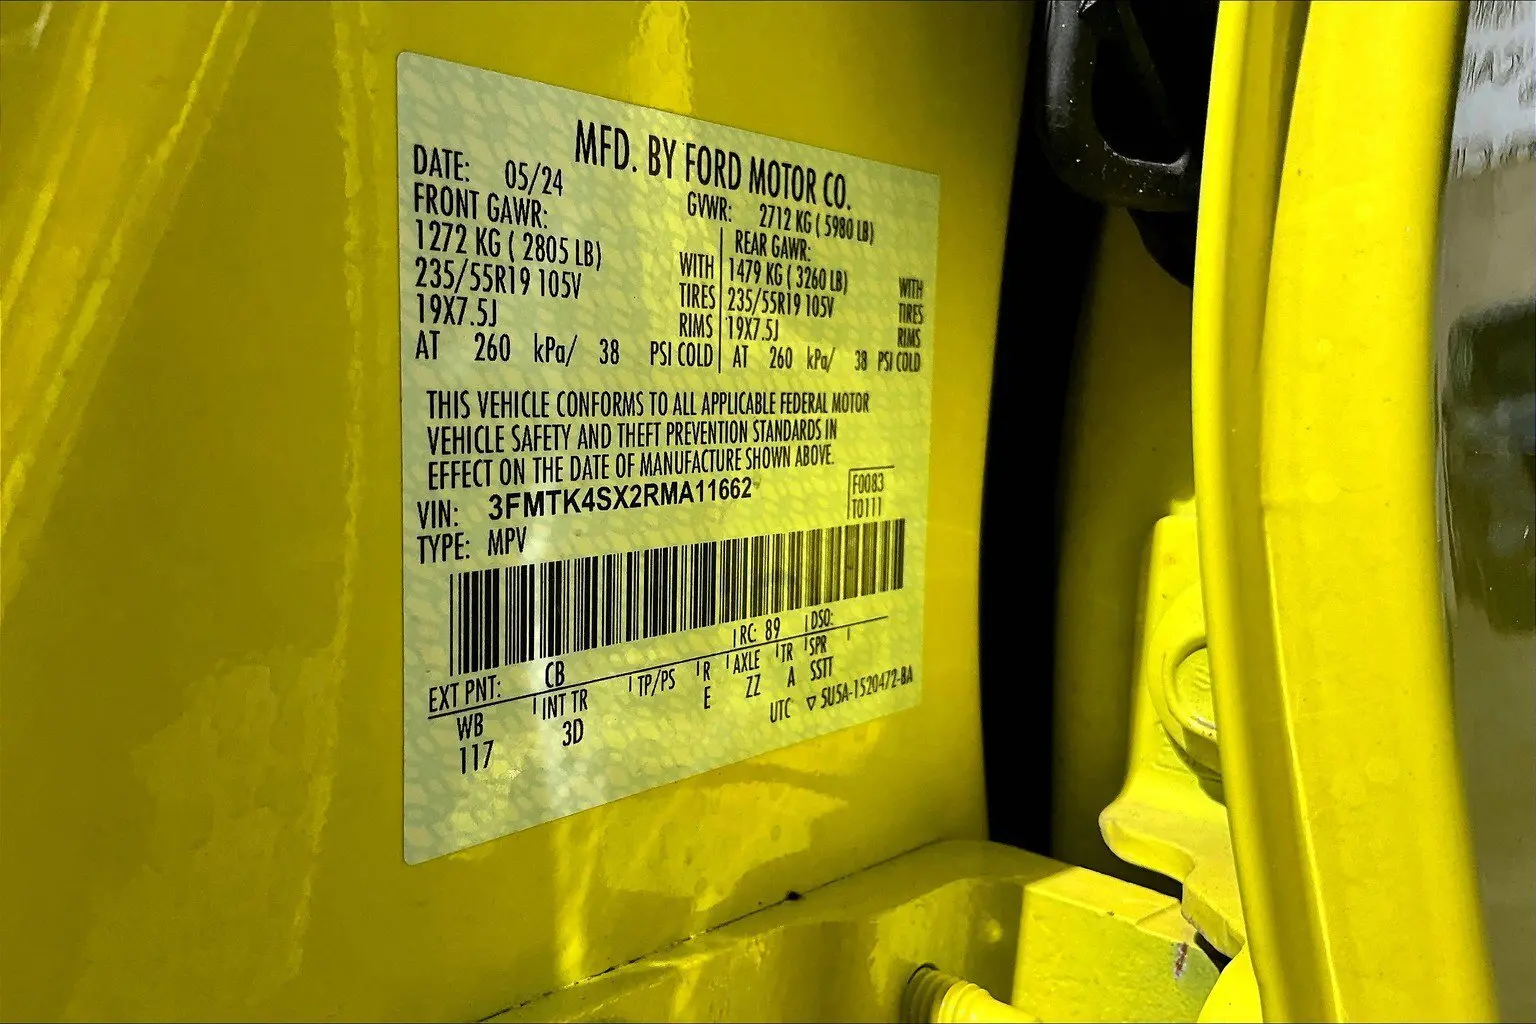 MFD. BY FORD MOTOR CO.
DATE: 05/24
GVWR: 2712 KG ( 5980 LB)
FRONT GAWR:
1272 KG ( 2805 LB) WITH
235/55R19 105V TIRES
19X7.5J RIMS
AT 260 kPa/ 38 PSI COLD
REAR GAWR:
1479 KG ( 3260 LB) WITH
235/55R19 105V TIRES
19X7.5J RIMS
AT 260 kPa/ 38 PSI COLD
THIS VEHICLE CONFORMS TO ALL APPLICABLE FEDERAL MOTOR
VEHICLE SAFETY AND THEFT PREVENTION STANDARDS IN
EFFECT ON THE DATE OF MANUFACTURE SHOWN ABOVE.
VIN: 3FMTK4SX2RMA11662
F0083
T0111
TYPE: MPV
EXT PNT: CB RC: 89 DSO:
WB INT TR TP/PS R AXLE TR SPR
117 3D E ZZ A SSTT
UTC ▽ 5U5A-1520472-BA